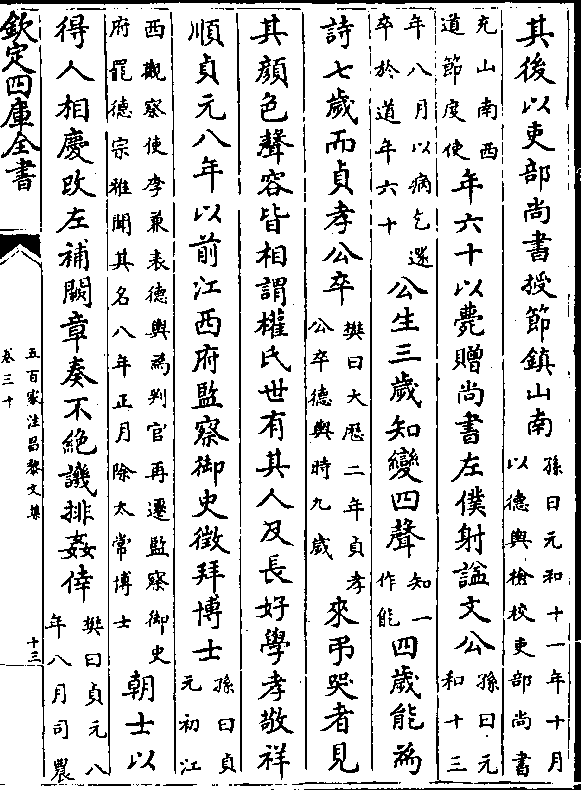 其後以吏部尚書授節鎮山南孫曰元和十一年十月以德輿檢校吏部尚書
充山南西道節度使年六十以薨贈尚書左僕射諡文公孫曰元和十三
年八月以病乞還卒於道年六十公生三歲知變四聲知一作能四歲能為
詩七歲而貞孝公卒樊曰大厯二年貞孝公卒德輿時九歲來弔哭者見
其顔色聲容皆相謂權氏世有其人及長好學孝敬祥
順貞元八年以前江西府監察御史徵拜博士孫曰貞元初江
西觀察使李兼表德輿為判官再遷監察御史府罷德宗雅聞其名八年正月除太常博士朝士以
得人相慶改左補闕章奏不絶譏排姦倖樊曰貞元八年八月司農
欽定四庫全書
五百家注昌黎文集
卷三十
十三